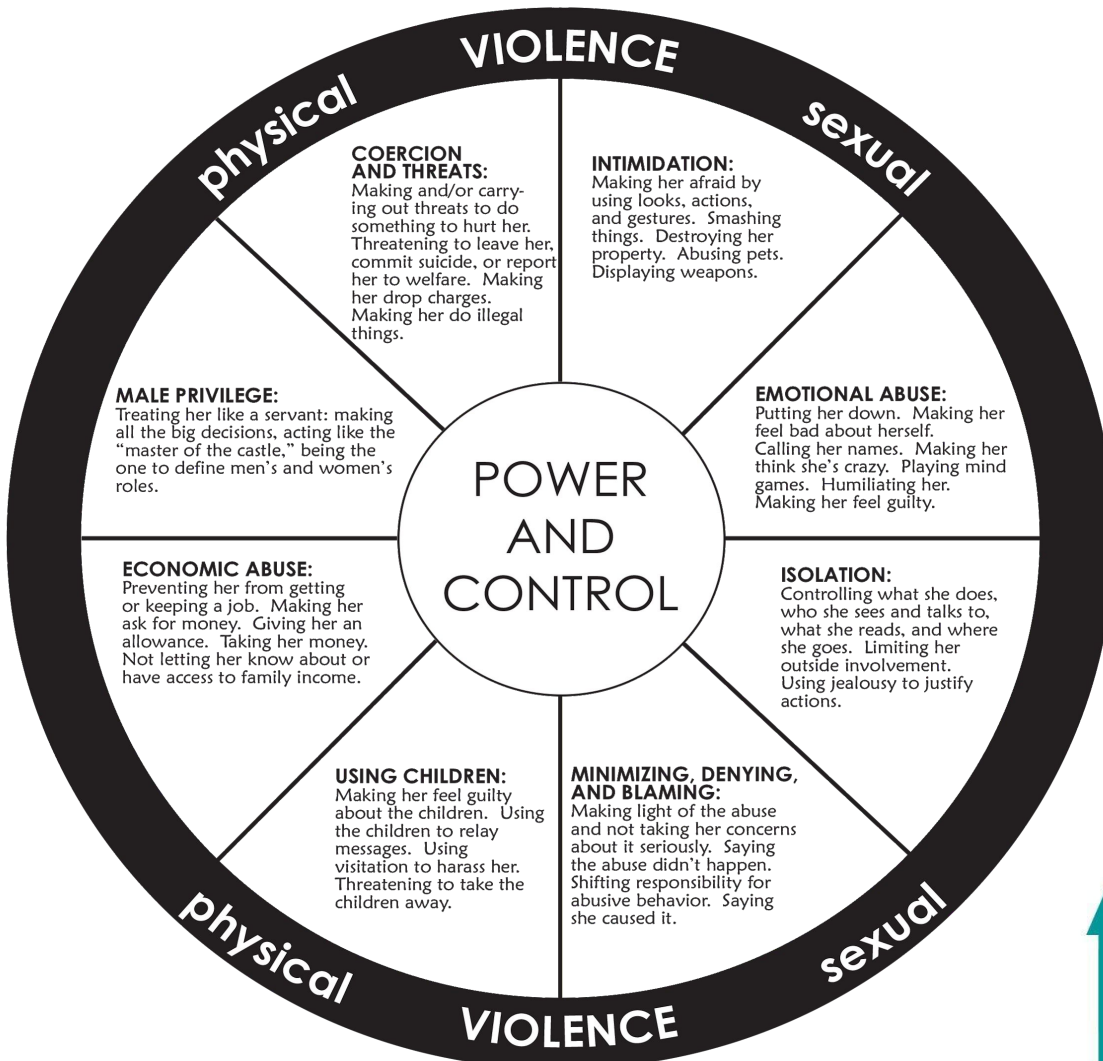 VIOLENCE
physical
sexual
COERCION
AND THREATS:
Making and/or carry-
ing out threats to do
something to hurt her.
Threatening to leave her,
commit suicide, or report
her to welfare.  Making
her drop charges.
Making her do illegal
things.
INTIMIDATION:
Making her afraid by
using looks, actions,
and gestures.  Smashing
things.  Destroying her
property.  Abusing pets.
Displaying weapons.
MALE PRIVILEGE:
Treating her like a servant: making
all the big decisions, acting like the
“master of the castle,” being the
one to define men’s and women’s
roles.
EMOTIONAL ABUSE:
Putting her down.  Making her
feel bad about herself.
Calling her names.  Making her
think she’s crazy.  Playing mind
games.  Humiliating her.
Making her feel guilty.
POWER
AND
CONTROL
ECONOMIC ABUSE:
Preventing her from getting
or keeping a job.  Making her
ask for money.  Giving her an
allowance.  Taking her money.
Not letting her know about or
have access to family income.
ISOLATION:
Controlling what she does,
who she sees and talks to,
what she reads, and where
she goes.  Limiting her
outside involvement.
Using jealousy to justify
actions.
USING CHILDREN:
Making her feel guilty
about the children.  Using
the children to relay
messages.  Using
visitation to harass her.
Threatening to take the
children away.
MINIMIZING, DENYING,
AND BLAMING:
Making light of the abuse
and not taking her concerns
about it seriously.  Saying
the abuse didn’t happen.
Shifting responsibility for
abusive behavior.  Saying
she caused it.
physical
sexual
VIOLENCE